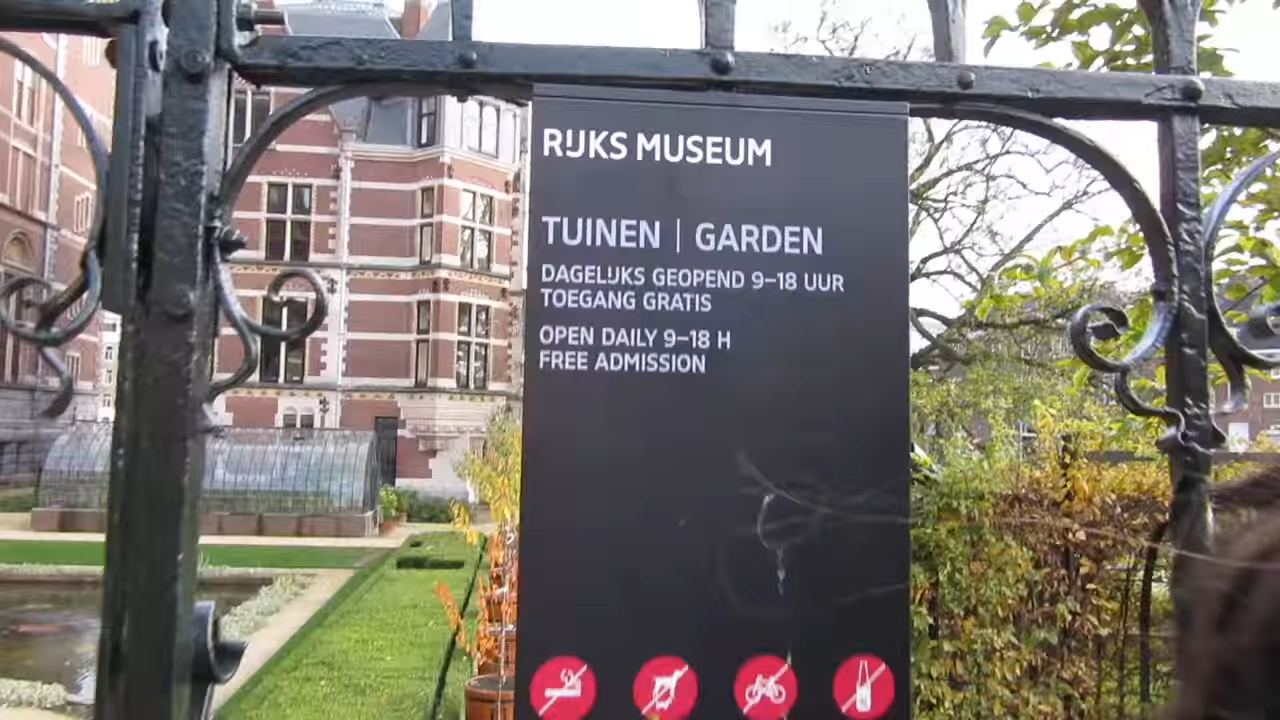 RIJKS MUSEUM
TUINEN | GARDEN
DAGELIJKS GEOPEND 9–18 UUR
TOEGANG GRATIS
OPEN DAILY 9–18 H
FREE ADMISSION